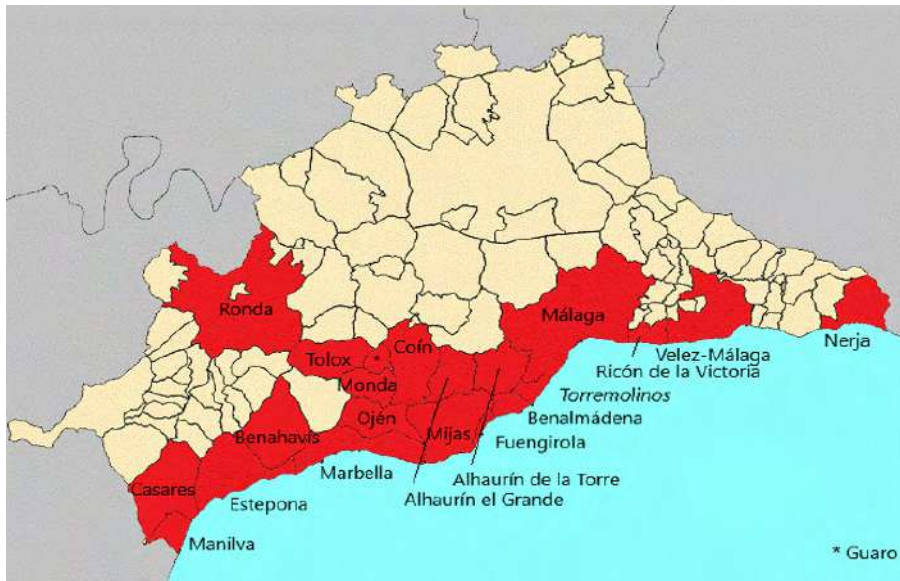 Ronda
Málaga
Tolox
*
Coín
Nerja
Velez-Málaga
Ricón de la Victoria
Monda
Torremolinos
Ojén
Benalmádena
Benahavís
Mijas
Fuengirola
Marbella
Alhaurín de la Torre
Casares
Alhaurín el Grande
Estepona
Manilva
* Guaro